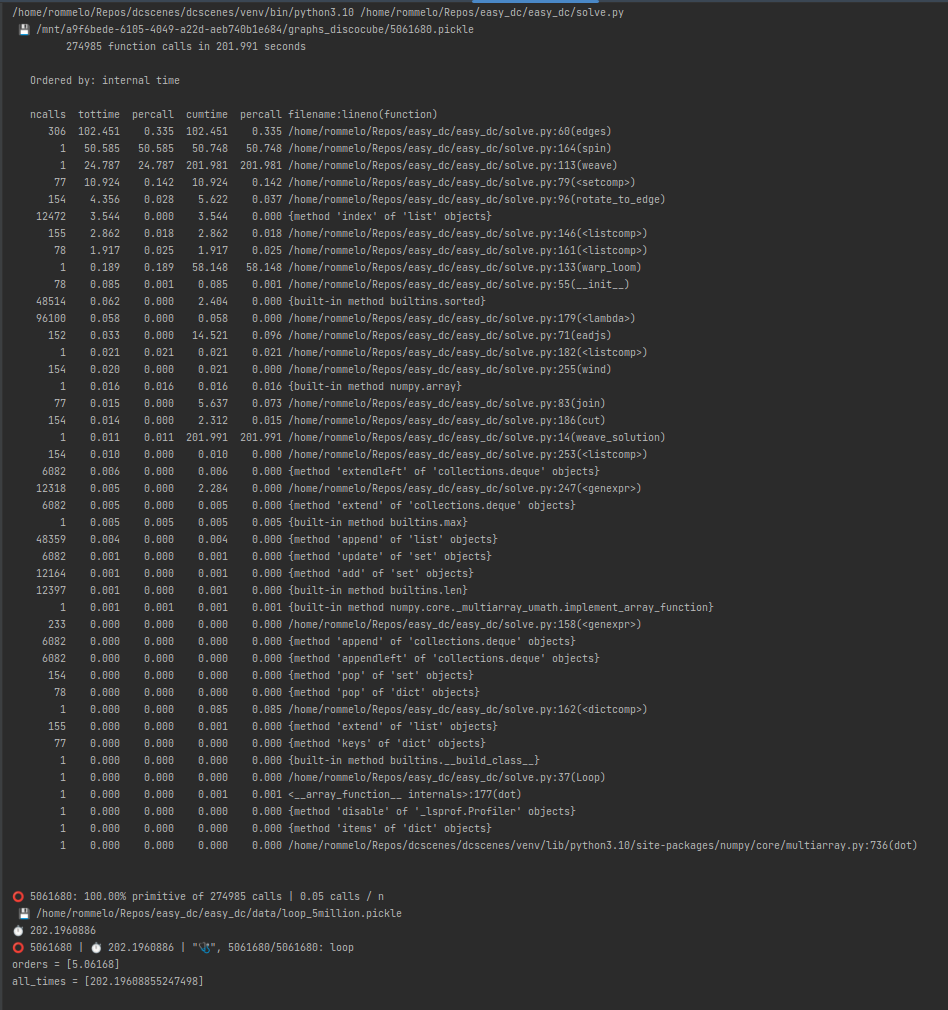 /home/rommelo/Repos/dcscenes/dcscenes/venv/bin/python3.10 /home/rommelo/Repos/easy_dc/easy_dc/solve.py
💾 /mnt/a9f6bede-6105-4049-a22d-aeb740b1e684/graphs_discocube/5061680.pickle
274985 function calls in 201.991 seconds
Ordered by: internal time
ncalls tottime percall cumtime percall filename:lineno(function)
306 102.451 0.335 102.451 0.335 /home/rommelo/Repos/easy_dc/easy_dc/solve.py:60(edges)
1 50.585 50.585 50.748 50.748 /home/rommelo/Repos/easy_dc/easy_dc/solve.py:164(spin)
1 24.787 24.787 201.981 201.981 /home/rommelo/Repos/easy_dc/easy_dc/solve.py:113(weave)
77 10.924 0.142 10.924 0.142 /home/rommelo/Repos/easy_dc/easy_dc/solve.py:79(<setcomp>)
154 4.356 0.028 5.622 0.037 /home/rommelo/Repos/easy_dc/easy_dc/solve.py:96(rotate_to_edge)
12472 3.544 0.000 3.544 0.000 {method 'index' of 'list' objects}
155 2.862 0.018 2.862 0.018 /home/rommelo/Repos/easy_dc/easy_dc/solve.py:146(<listcomp>)
78 1.917 0.025 1.917 0.025 /home/rommelo/Repos/easy_dc/easy_dc/solve.py:161(<listcomp>)
1 0.189 0.189 58.148 58.148 /home/rommelo/Repos/easy_dc/easy_dc/solve.py:133(warp_loom)
78 0.085 0.001 0.085 0.001 /home/rommelo/Repos/easy_dc/easy_dc/solve.py:55(__init__)
48514 0.062 0.000 2.404 0.000 {built-in method builtins.sorted}
96100 0.058 0.000 0.058 0.000 /home/rommelo/Repos/easy_dc/easy_dc/solve.py:179(<lambda>)
152 0.033 0.000 14.521 0.096 /home/rommelo/Repos/easy_dc/easy_dc/solve.py:71(eadjs)
1 0.021 0.021 0.021 0.021 /home/rommelo/Repos/easy_dc/easy_dc/solve.py:182(<listcomp>)
154 0.020 0.000 0.021 0.000 /home/rommelo/Repos/easy_dc/easy_dc/solve.py:255(wind)
1 0.016 0.016 0.016 0.016 {built-in method numpy.array}
77 0.015 0.000 5.637 0.073 /home/rommelo/Repos/easy_dc/easy_dc/solve.py:83(join)
154 0.014 0.000 2.312 0.015 /home/rommelo/Repos/easy_dc/easy_dc/solve.py:186(cut)
1 0.011 0.011 201.991 201.991 /home/rommelo/Repos/easy_dc/easy_dc/solve.py:14(weave_solution)
154 0.010 0.000 0.010 0.000 /home/rommelo/Repos/easy_dc/easy_dc/solve.py:253(<listcomp>)
6082 0.006 0.000 0.006 0.000 {method 'extendleft' of 'collections.deque' objects}
12318 0.005 0.000 2.284 0.000 /home/rommelo/Repos/easy_dc/easy_dc/solve.py:247(<genexpr>)
6082 0.005 0.000 0.005 0.000 {method 'extend' of 'collections.deque' objects}
1 0.005 0.005 0.005 0.005 {built-in method builtins.max}
48359 0.004 0.000 0.004 0.000 {method 'append' of 'list' objects}
6082 0.001 0.000 0.001 0.000 {method 'update' of 'set' objects}
12164 0.001 0.000 0.001 0.000 {method 'add' of 'set' objects}
12397 0.001 0.000 0.001 0.000 {built-in method builtins.len}
1 0.001 0.001 0.001 0.001 {built-in method numpy.core._multiarray_umath.implement_array_function}
233 0.000 0.000 0.000 0.000 /home/rommelo/Repos/easy_dc/easy_dc/solve.py:158(<genexpr>)
6082 0.000 0.000 0.000 0.000 {method 'append' of 'collections.deque' objects}
6082 0.000 0.000 0.000 0.000 {method 'appendleft' of 'collections.deque' objects}
154 0.000 0.000 0.000 0.000 {method 'pop' of 'set' objects}
78 0.000 0.000 0.000 0.000 {method 'pop' of 'dict' objects}
1 0.000 0.000 0.085 0.085 /home/rommelo/Repos/easy_dc/easy_dc/solve.py:162(<dictcomp>)
155 0.000 0.000 0.001 0.000 {method 'extend' of 'list' objects}
77 0.000 0.000 0.000 0.000 {method 'keys' of 'dict' objects}
1 0.000 0.000 0.000 0.000 {built-in method builtins.__build_class__}
1 0.000 0.000 0.000 0.000 /home/rommelo/Repos/easy_dc/easy_dc/solve.py:37(Loop)
1 0.000 0.000 0.001 0.001 <__array_function__ internals>:177(dot)
1 0.000 0.000 0.000 0.000 {method 'disable' of '_lsprof.Profiler' objects}
1 0.000 0.000 0.000 0.000 {method 'items' of 'dict' objects}
1 0.000 0.000 0.000 0.000 /home/rommelo/Repos/dcscenes/dcscenes/venv/lib/python3.10/site-packages/numpy/core/multiarray.py:736(dot)
⭕ 5061680: 100.00% primitive of 274985 calls | 0.05 calls / n
💾 /home/rommelo/Repos/easy_dc/easy_dc/data/loop_5million.pickle
⏱ 202.1960886
⭕ 5061680 | ⏱ 202.1960886 | "🩺", 5061680/5061680: loop
orders = [5.06168]
all_times = [202.19608855247498]